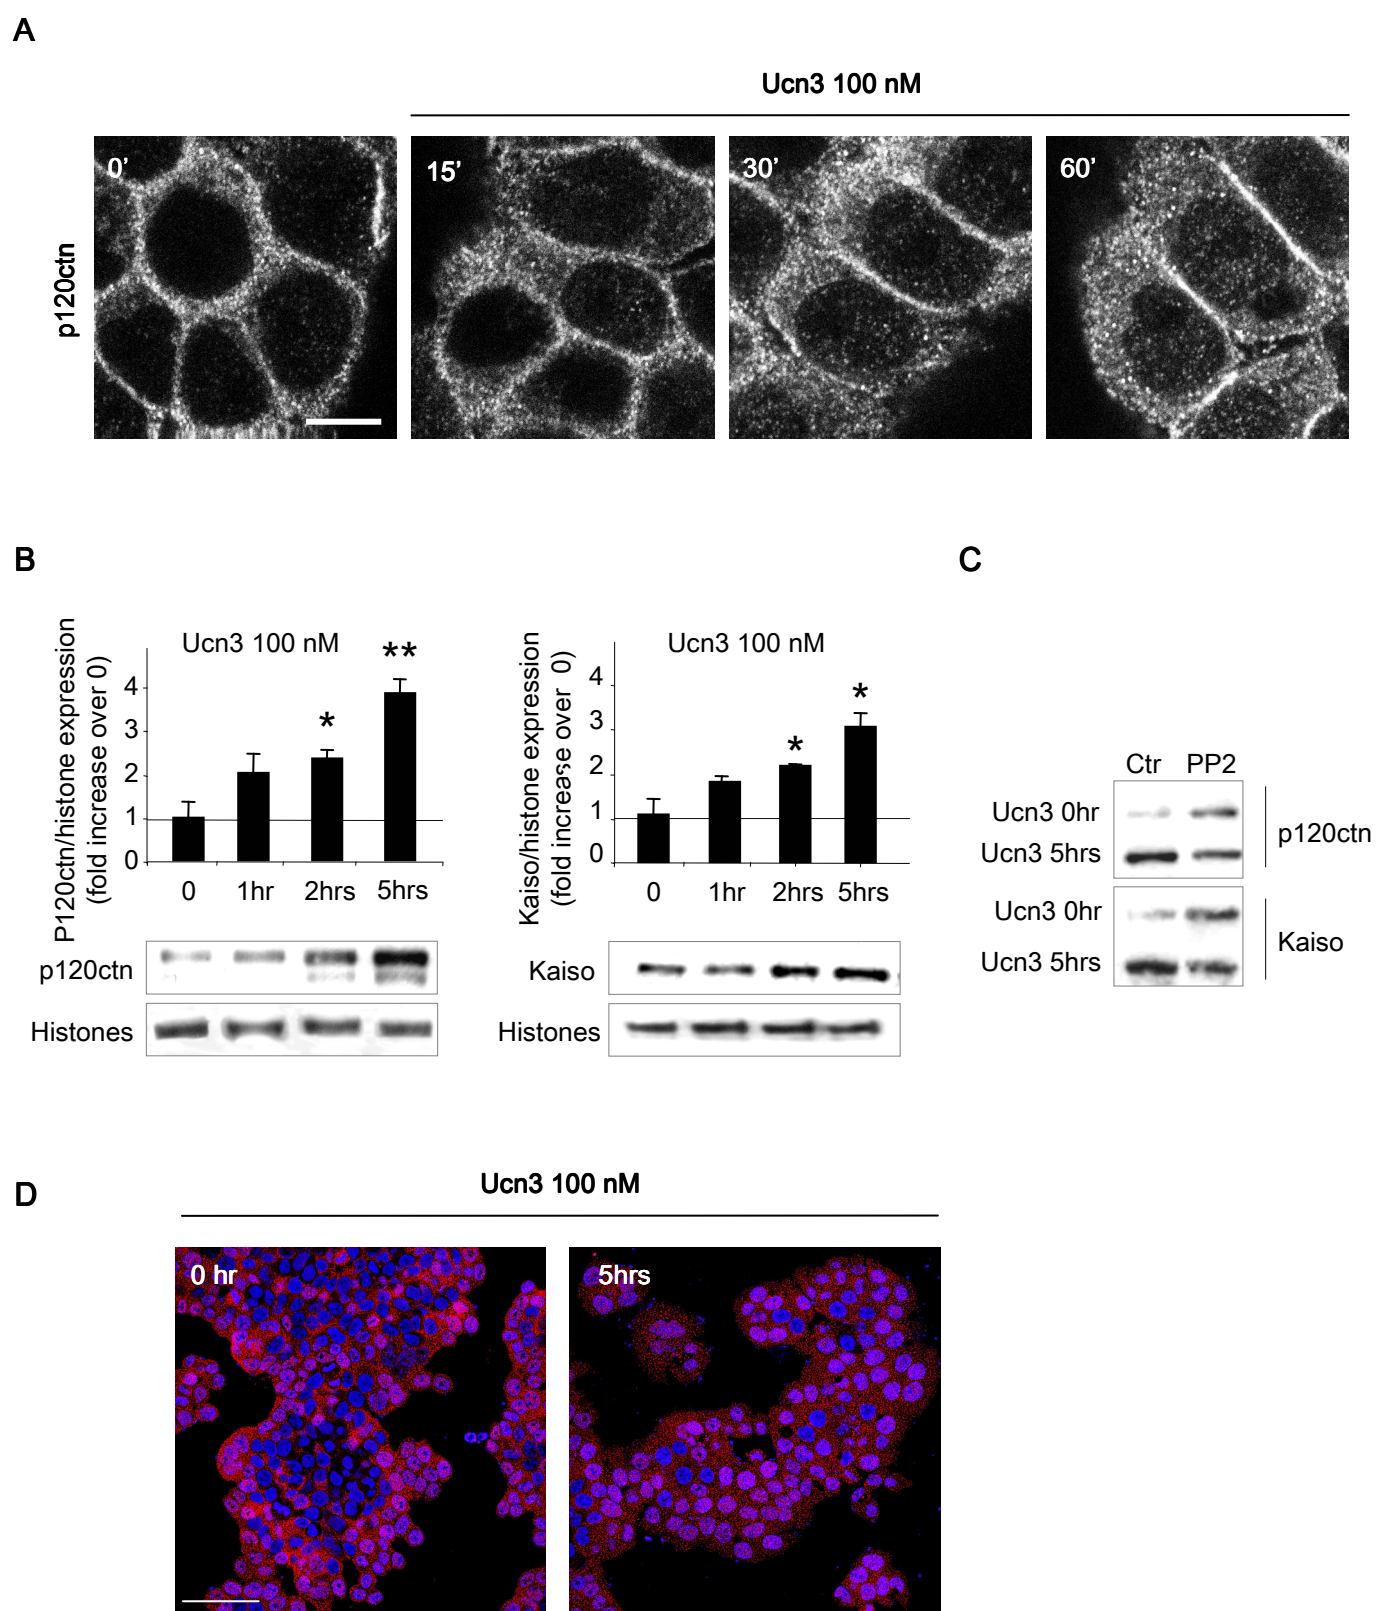 A
Ucn3 100 nM
0’
15’
30’
60’
p120ctn
B
C
P120ctn/histone expression
(fold increase over 0)
Ucn3 100 nM
4
3
2
1
0
*
**
0
1hr
2hrs
5hrs
p120ctn
Histones
Kaiso/histone expression
(fold increase over 0)
Ucn3 100 nM
4
3
2
1
0
*
*
0
1hr
2hrs
5hrs
Kaiso
Histones
Ctr PP2
Ucn3 0hr
Ucn3 5hrs
p120ctn
Ucn3 0hr
Ucn3 5hrs
Kaiso
D
Ucn3 100 nM
0 hr
5hrs